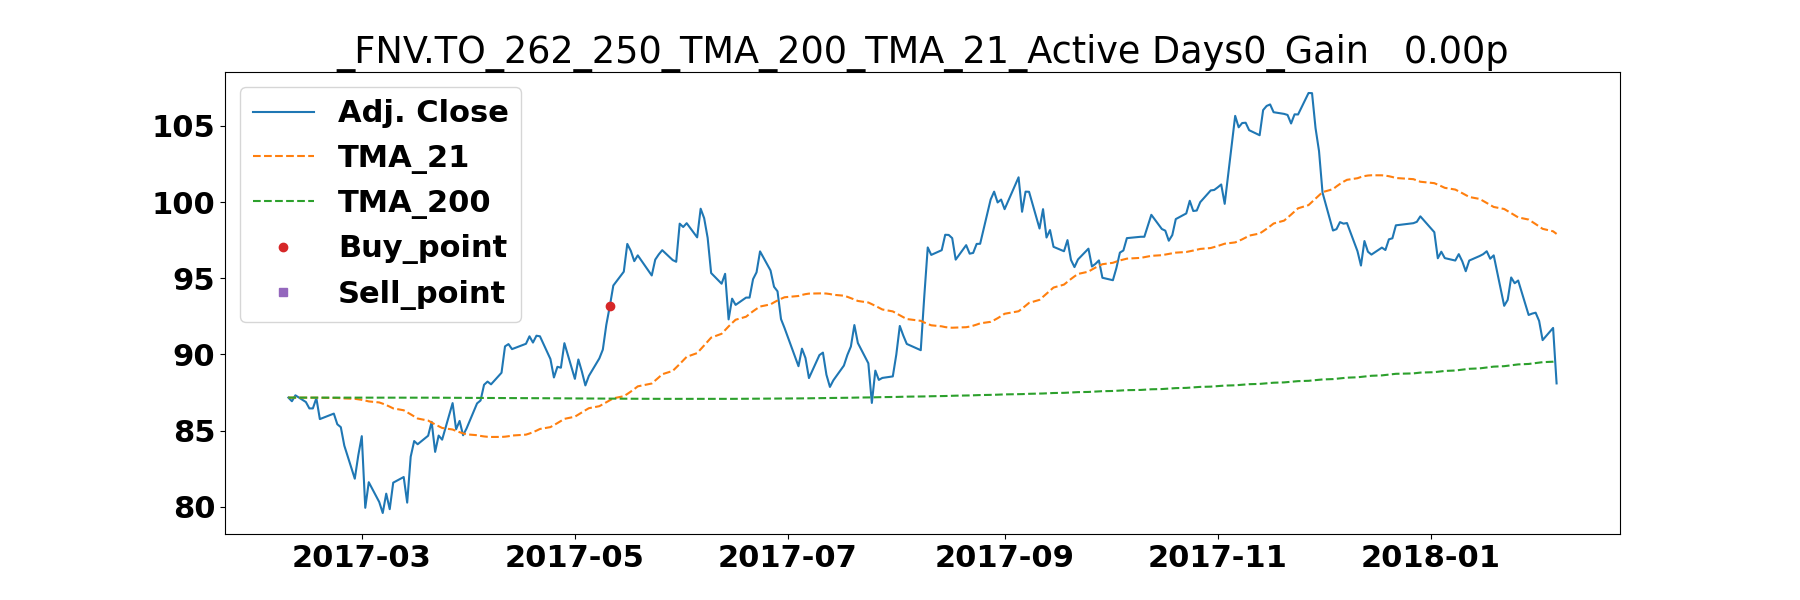 _FNV.TO_262_250_TMA_200_TMA_21_Active Days0_Gain   0.00p
Adj. Close
TMA_21
TMA_200
Buy_point
Sell_point
105
100
95
90
85
80
2017-03 2017-05 2017-07 2017-09 2017-11 2018-01